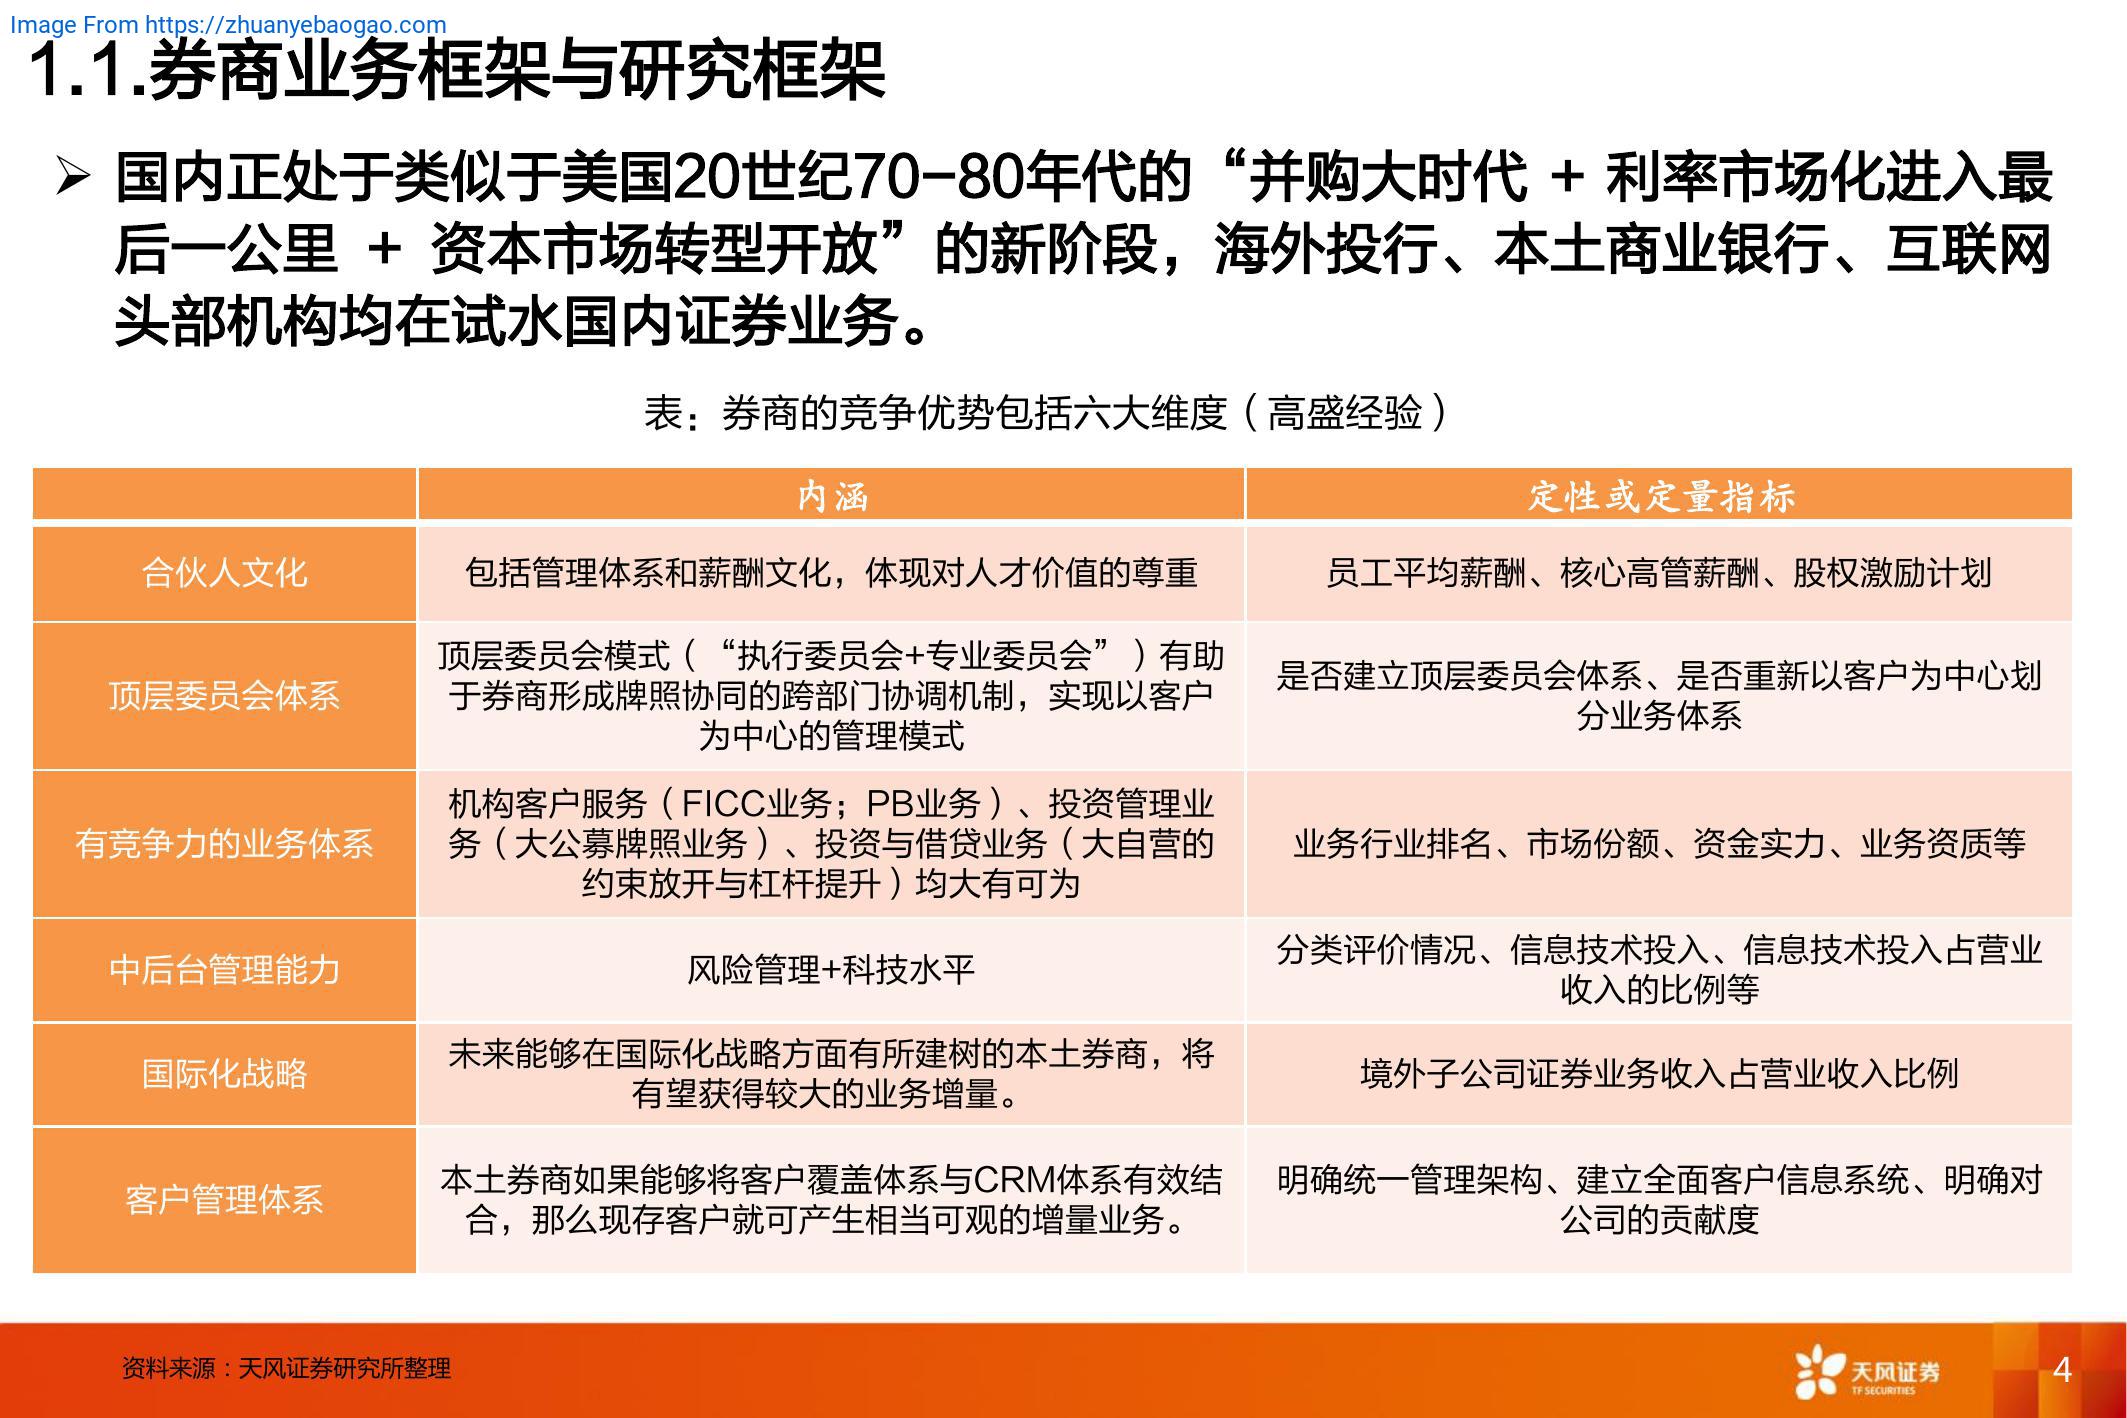 Image From https://zhuanyebaogao.com
1.1.券商业务框架与研究框架
➢ 国内正处于类似于美国20世纪70-80年代的“并购大时代 + 利率市场化进入最
后一公里 + 资本市场转型开放”的新阶段，海外投行、本土商业银行、互联网
头部机构均在试水国内证券业务。
表：券商的竞争优势包括六大维度（高盛经验）
内涵
定性或定量指标
合伙人文化
包括管理体系和薪酬文化，体现对人才价值的尊重
员工平均薪酬、核心高管薪酬、股权激励计划
顶层委员会体系
顶层委员会模式（“执行委员会+专业委员会”）有助
于券商形成牌照协同的跨部门协调机制，实现以客户
为中心的管理模式
是否建立顶层委员会体系、是否重新以客户为中心划
分业务体系
有竞争力的业务体系
机构客户服务（FICC业务；PB业务）、投资管理业
务（大公募牌照业务）、投资与借贷业务（大自营的
约束放开与杠杆提升）均大有可为
业务行业排名、市场份额、资金实力、业务资质等
中后台管理能力
风险管理+科技水平
分类评价情况、信息技术投入、信息技术投入占营业
收入的比例等
国际化战略
未来能够在国际化战略方面有所建树的本土券商，将
有望获得较大的业务增量。
境外子公司证券业务收入占营业收入比例
客户管理体系
本土券商如果能够将客户覆盖体系与CRM体系有效结
合，那么现存客户就可产生相当可观的增量业务。
明确统一管理架构、建立全面客户信息系统、明确对
公司的贡献度
资料来源：天风证券研究所整理
天风证券
TF SECURITIES
4